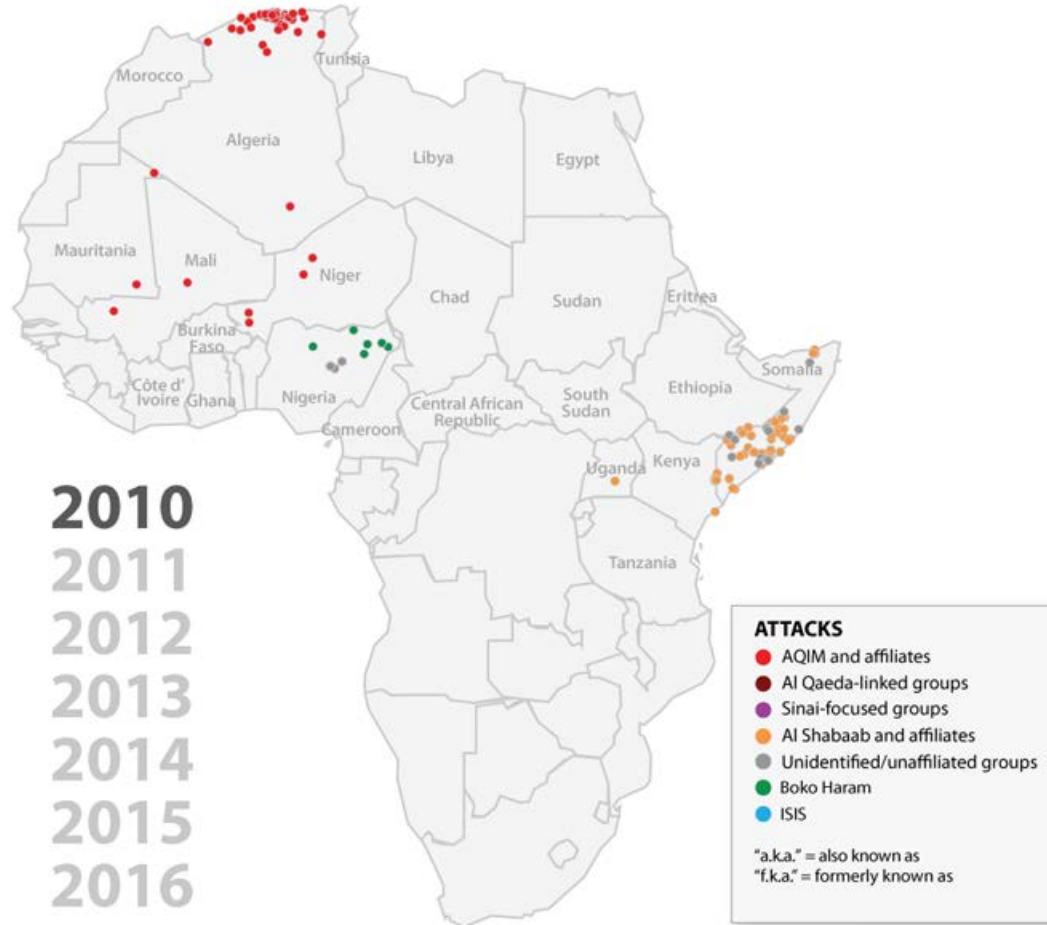 Tunisia
Morocco
Algeria
Libya
Egypt
Mauritania
Mali
Niger
Chad
Sudan
Eritrea
Burkina
Faso
Côte d'
Ivoire
Ghana
Nigeria
Cameroon
Central African
Republic
South
Sudan
Ethiopia
Somalia
Uganda
Kenya
Tanzania
2010
2011
2012
2013
2014
2015
2016
ATTACKS
AQIM and affiliates
Al Qaeda-linked groups
Sinai-focused groups
Al Shabaab and affiliates
Unidentified/unaffiliated groups
Boko Haram
ISIS
"a.k.a." = also known as
"f.k.a." = formerly known as